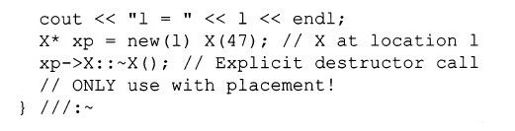 cout << "l = " << l << endl;
X* xp = new(l) X(47); // X at location l
xp->X::~X(); // Explicit destructor call
// ONLY use with placement!
} ///:~